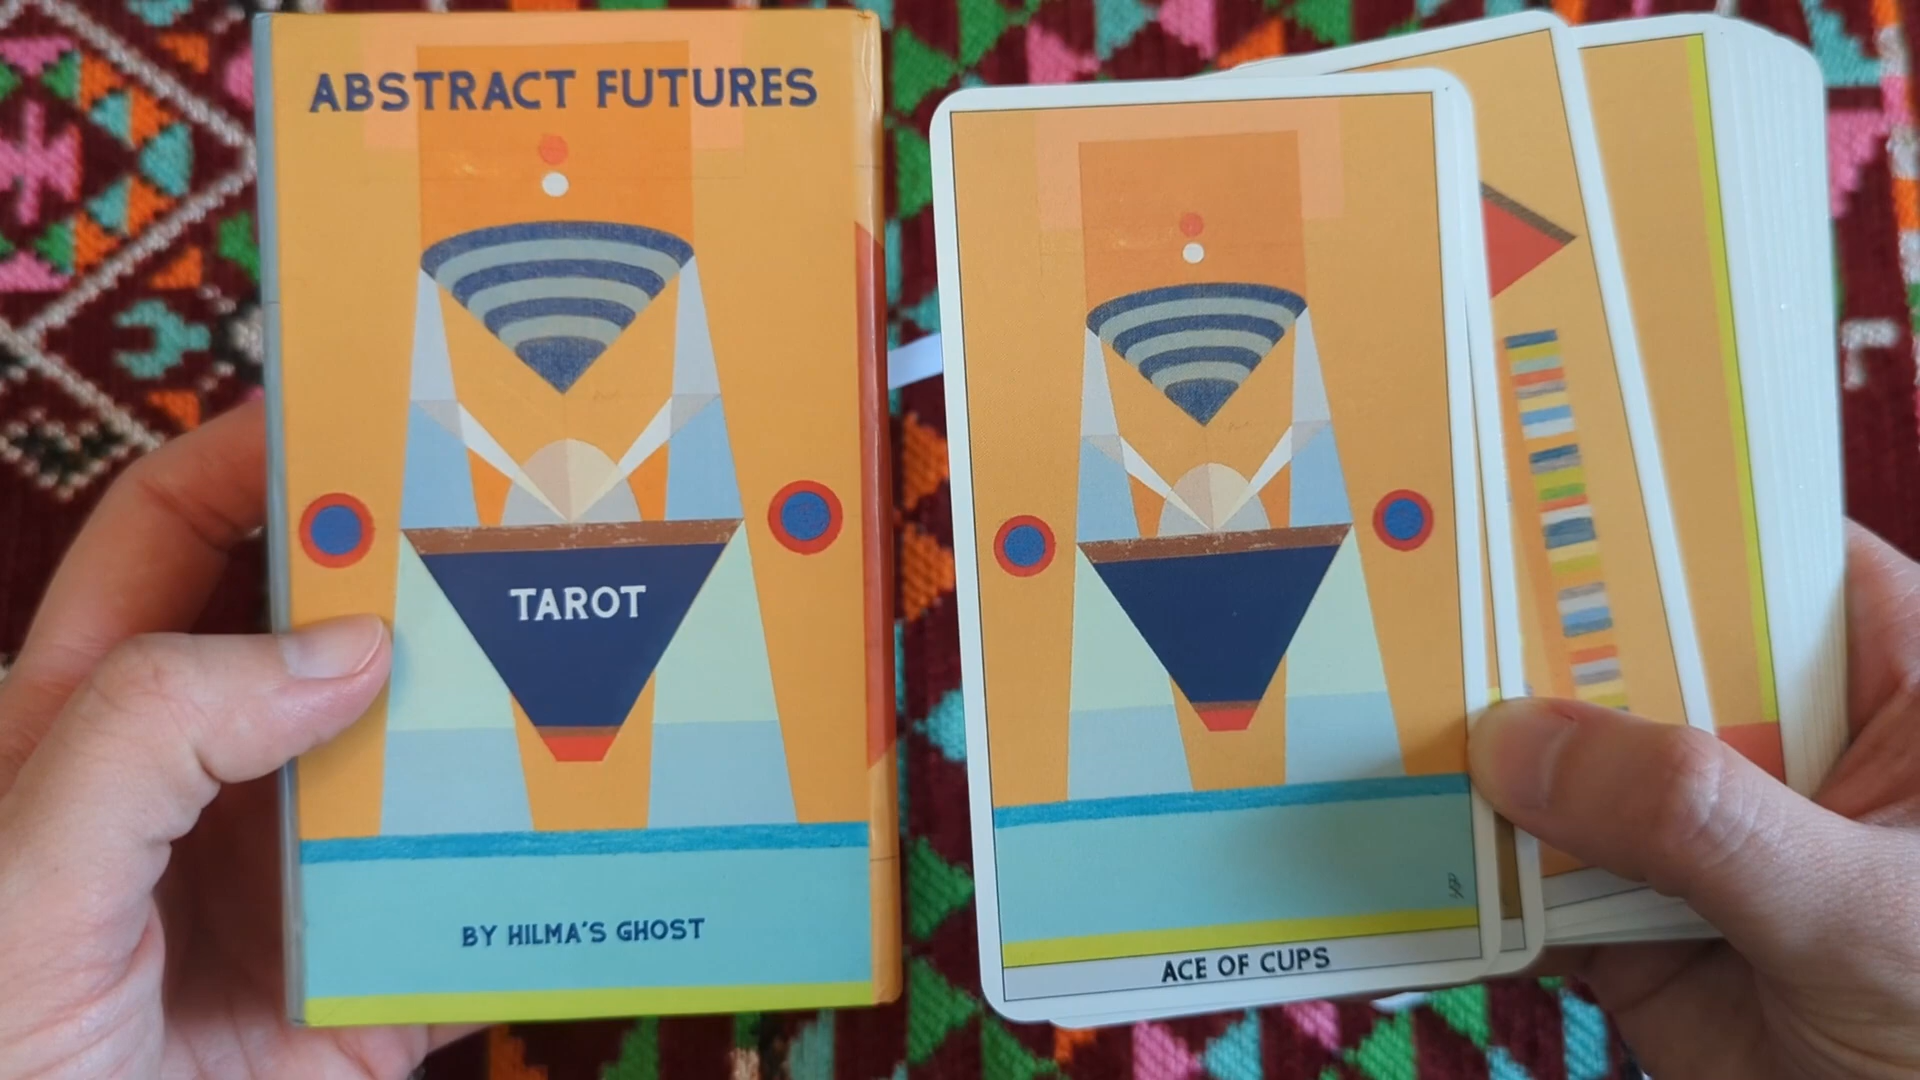 ABSTRACT FUTURES
TAROT
BY HILMA'S GHOST
ACE OF CUPS